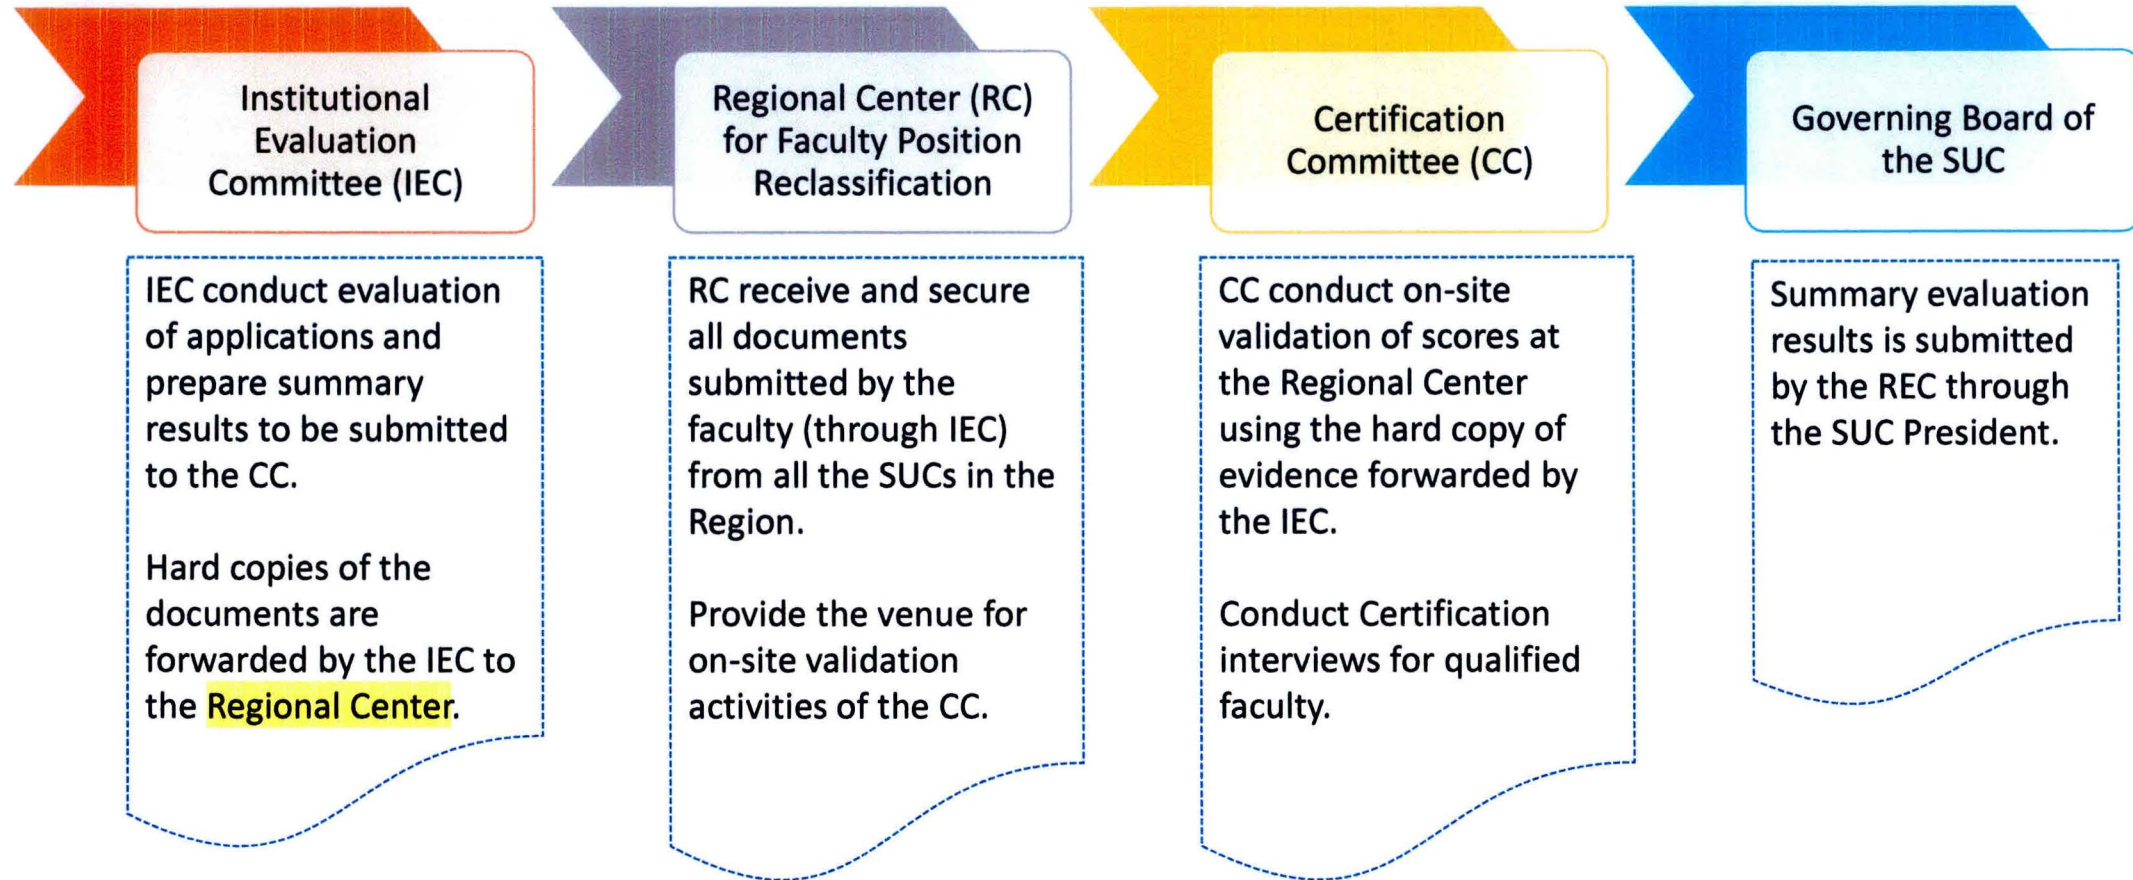 Institutional
Evaluation
Committee (IEC)
IEC conduct evaluation
of applications and
prepare summary
results to be submitted
to the CC.
Hard copies of the
documents are
forwarded by the IEC to
the Regional Center.
Regional Center (RC)
for Faculty Position
Reclassification
RC receive and secure
all documents
submitted by the
faculty (through IEC)
from all the SUCs in the
Region.
Provide the venue for
on-site validation
activities of the CC.
Certification
Committee (CC)
CC conduct on-site
validation of scores at
the Regional Center
using the hard copy of
evidence forwarded by
the IEC.
Conduct Certification
interviews for qualified
faculty.
Governing Board of
the SUC
Summary evaluation
results is submitted
by the REC through
the SUC President.